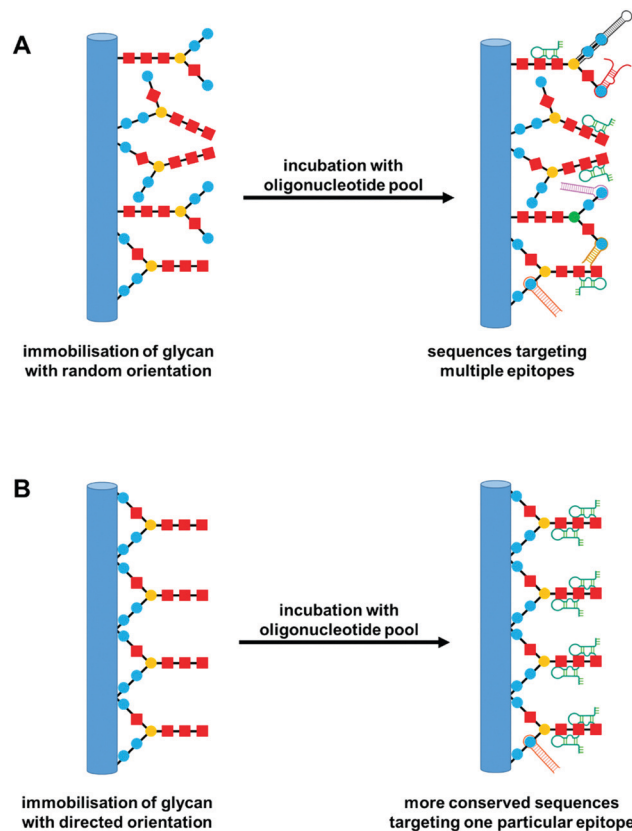 A
incubation with
oligonucleotide pool
immobilisation of glycan
with random orientation
sequences targeting
multiple epitopes
B
incubation with
oligonucleotide pool
immobilisation of glycan
with directed orientation
more conserved sequences
targeting one particular epitope